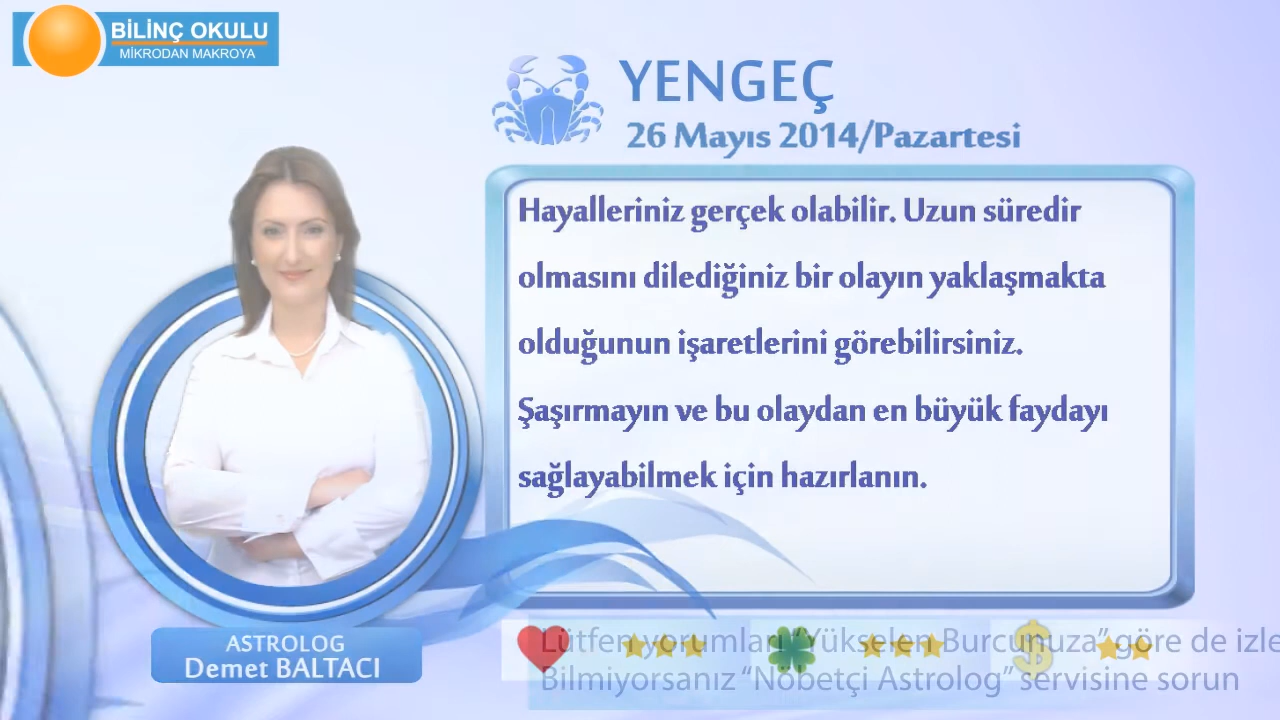 BİLİNÇ OKULU
MİKRODAN MAKROYA
YENGEÇ
26 Mayıs 2014/Pazartesi
Hayalleriniz gerçek olabilir. Uzun süredir
olmasını dilediğiniz bir olayın yaklaşmakta
olduğunun işaretlerini görebilirsiniz.
Şaşırmayın ve bu olaydan en büyük faydayı
sağlayabilmek için hazırlanın.
ASTROLOG
Demet BALTACI
Lütfen yorumları "Yükselen Burcunuza" göre de izle
Bilmiyorsanız "Nöbetçi Astrolog" servisine sorun